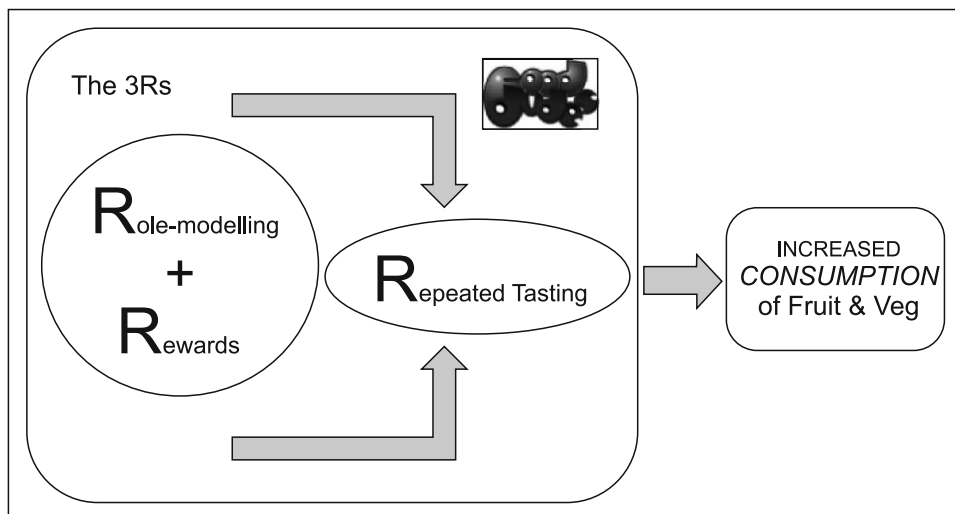 The 3Rs
Role-modelling
+
Rewards
Repeated Tasting
INCREASED
CONSUMPTION
of Fruit & Veg